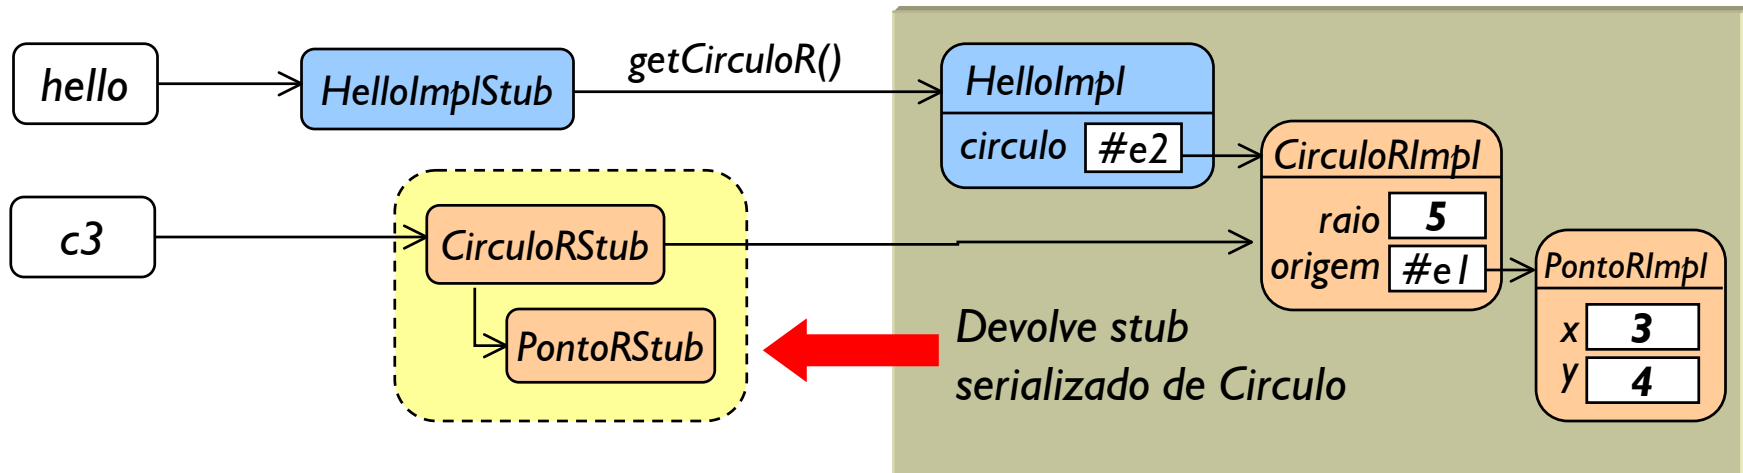 hello
HelloImplStub
getCirculoR()
HelloImpl
circulo #e2
CirculoRImpl
raio 5
origem #e1
PontoRImpl
x 3
y 4
c3
CirculoRStub
PontoRStub
Devolve stub
serializado de Circulo